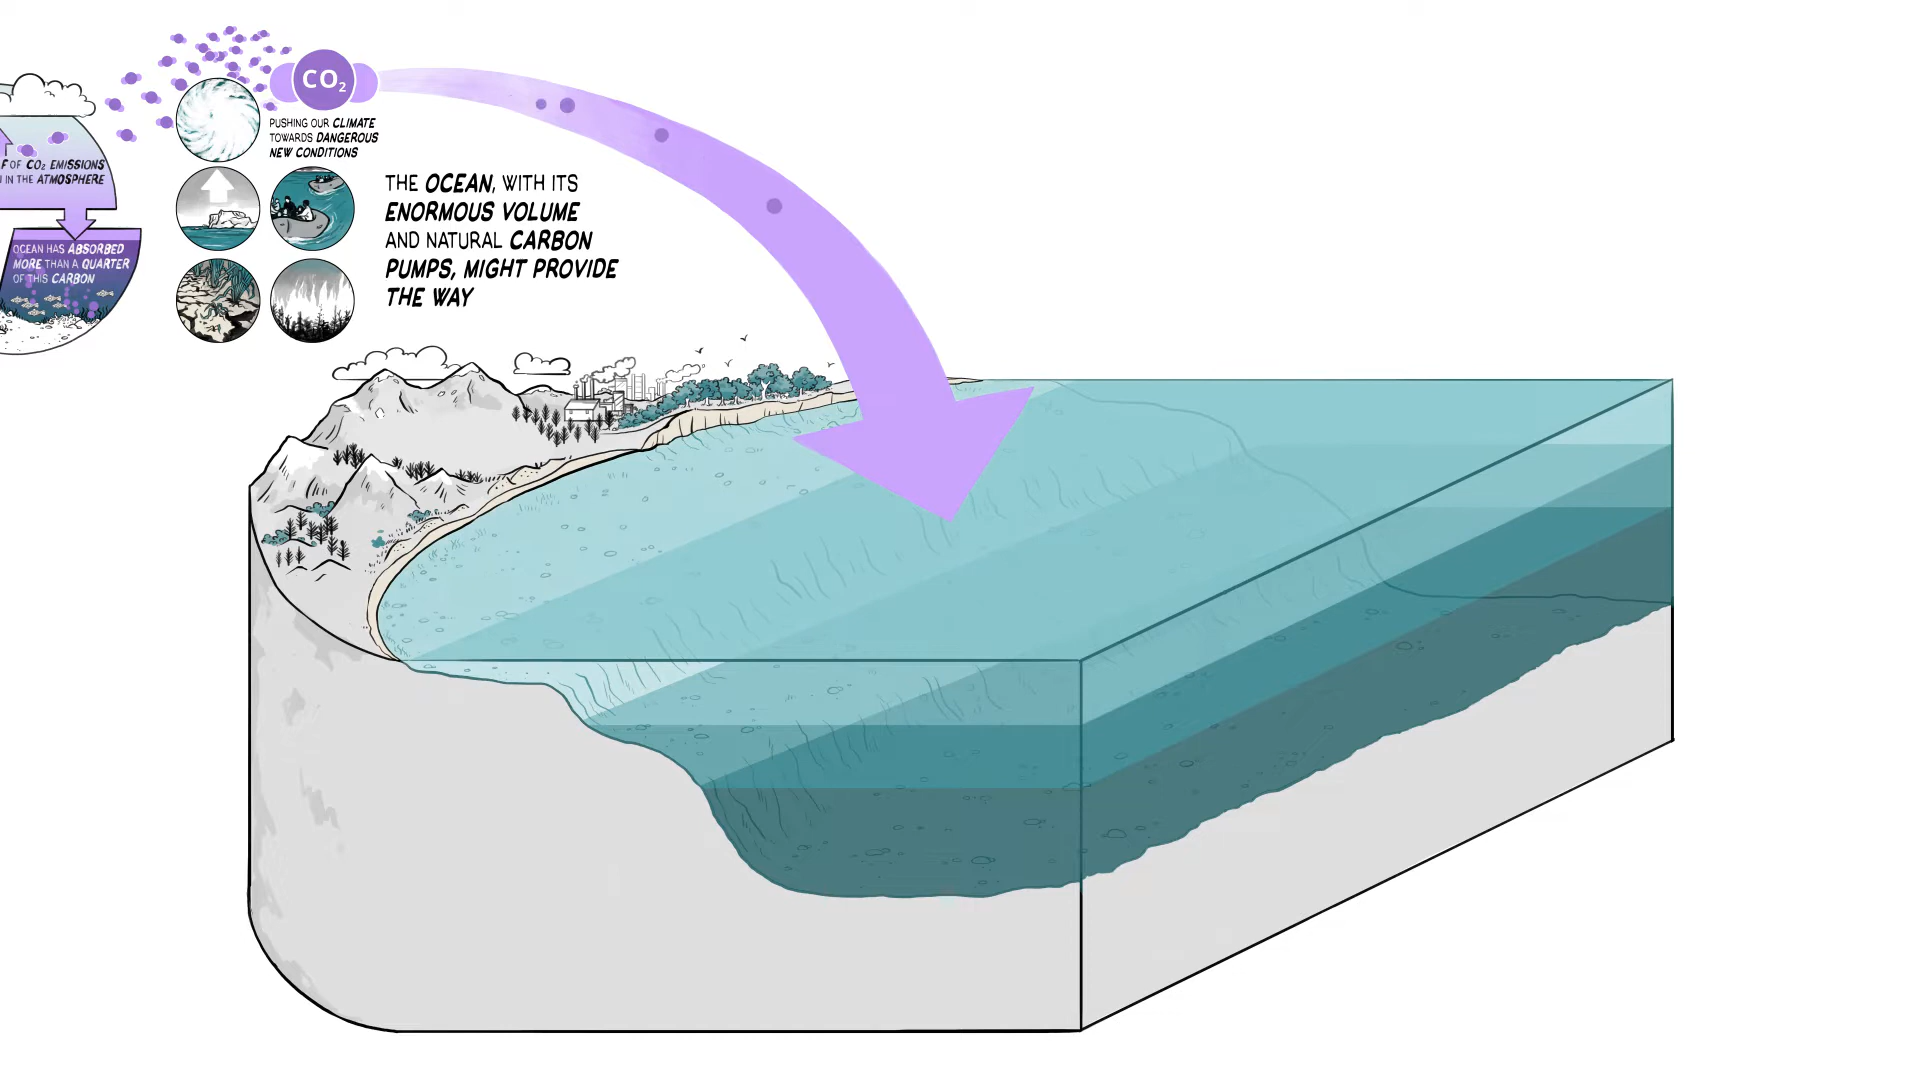 OF CO₂ EMISSIONS
IN THE ATMOSPHERE
OCEAN HAS ABSORBED
MORE THAN A QUARTER
OF THIS CARBON
CO₂
PUSHING OUR CLIMATE
TOWARDS DANGEROUS
NEW CONDITIONS
THE OCEAN, WITH ITS
ENORMOUS VOLUME
AND NATURAL CARBON
PUMPS, MIGHT PROVIDE
THE WAY